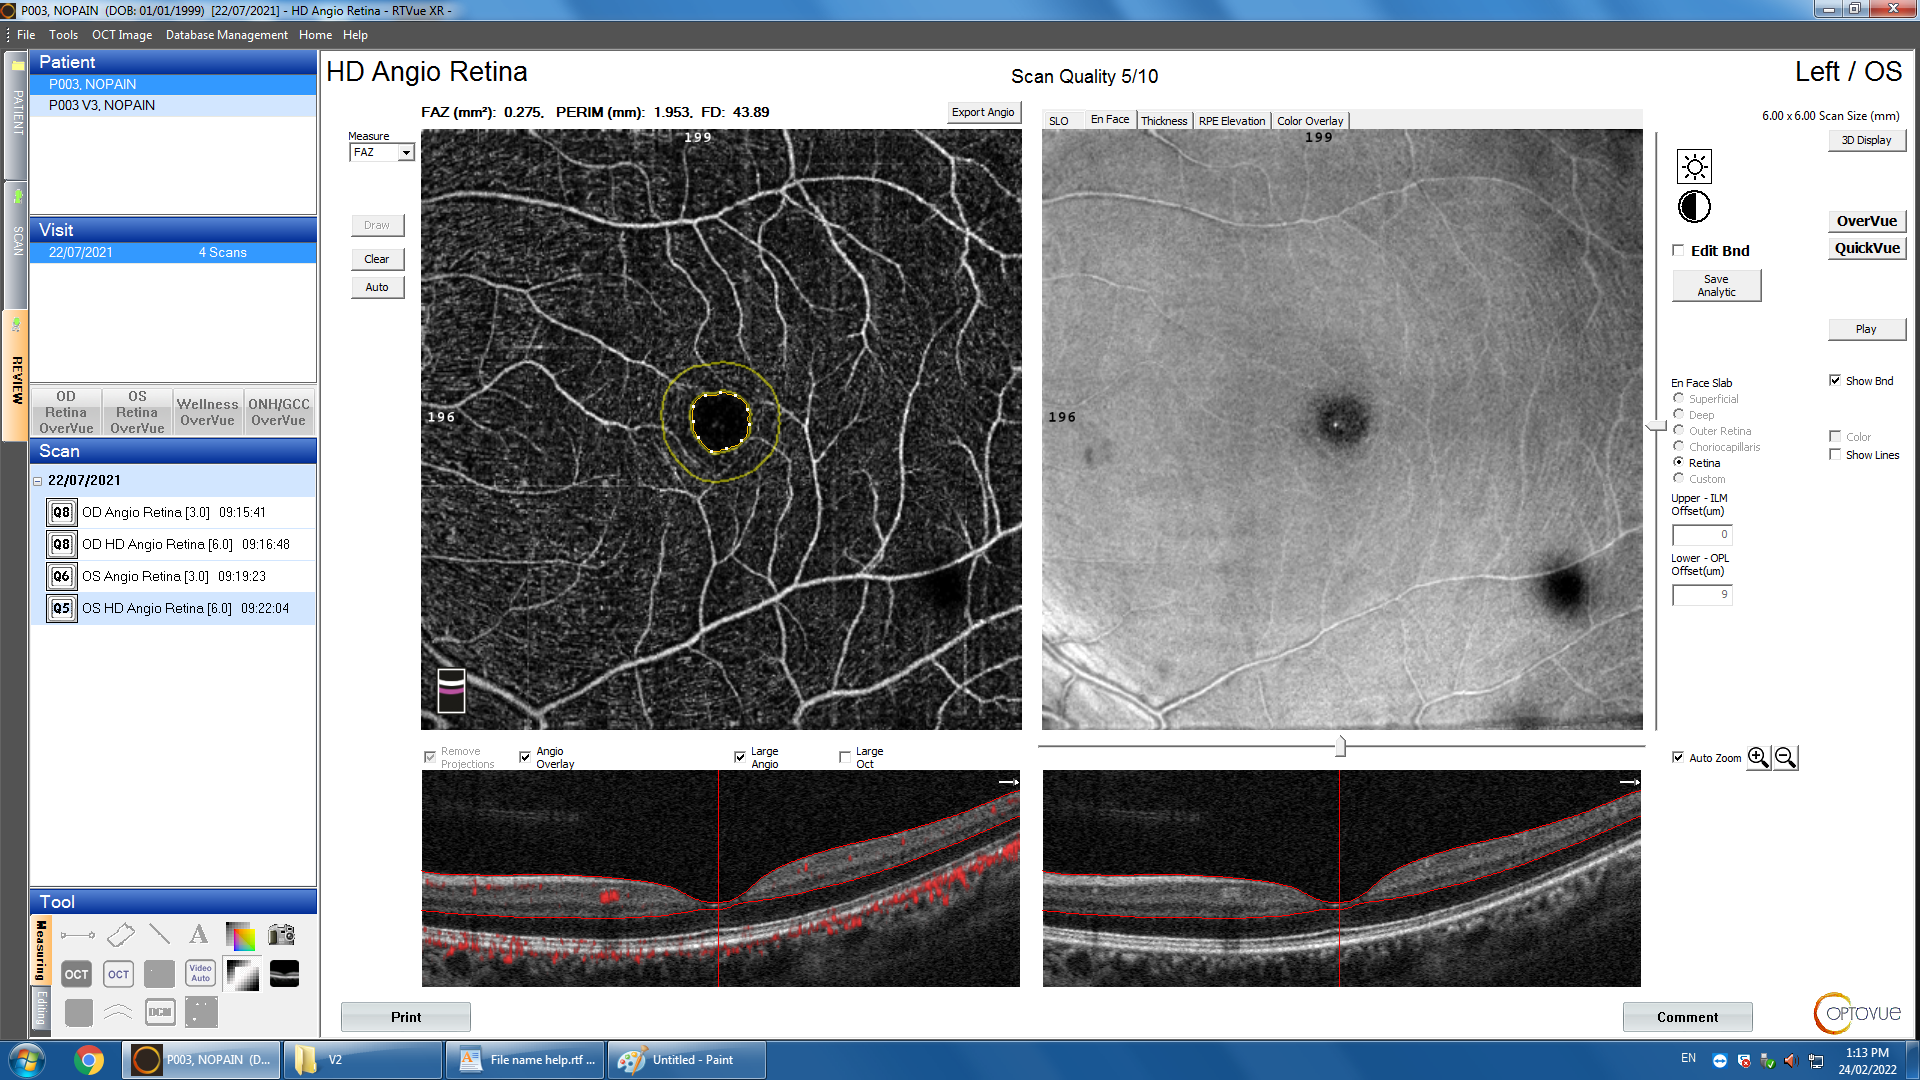 P003, NOPAIN (DOB: 01/01/1999) [22/07/2021] - HD Angio Retina - RTVue XR -
File Tools OCT Image Database Management Home Help
PATIENT
SCAN
REVIEW
Patient
P003, NOPAIN
P003 V3, NOPAIN
Visit
22/07/2021 4 Scans
OD Retina OverVue
OS Retina OverVue
Wellness OverVue
ONH/GCC OverVue
Scan
22/07/2021
Q8 OD Angio Retina [3.0] 09:15:41
Q8 OD HD Angio Retina [6.0] 09:16:48
Q6 OS Angio Retina [3.0] 09:19:23
Q5 OS HD Angio Retina [6.0] 09:22:04
Tool
Measuring
Editing
A
OCT
OCT
Video Auto
DCM
HD Angio Retina
Scan Quality 5/10
Left / OS
FAZ (mm²): 0.275, PERIM (mm): 1.953, FD: 43.89
Export Angio
Measure
FAZ
Draw
Clear
Auto
199
196
SLO En Face Thickness RPE Elevation Color Overlay
199
196
6.00 x 6.00 Scan Size (mm)
3D Display
OverVue
QuickVue
Edit Bnd
Save
Analytic
Play
En Face Slab
Superficial
Deep
Outer Retina
Choriocapillaris
Retina
Custom
Show Bnd
Color
Show Lines
Upper - ILM
Offset(um)
0
Lower - OPL
Offset(um)
9
Remove
Projections
Angio
Overlay
Large
Angio
Large
Oct
Auto Zoom
Print
Comment
OPTOVUE
P003, NOPAIN (D...
V2
File name help.rtf ...
Untitled - Paint
EN
1:13 PM
24/02/2022